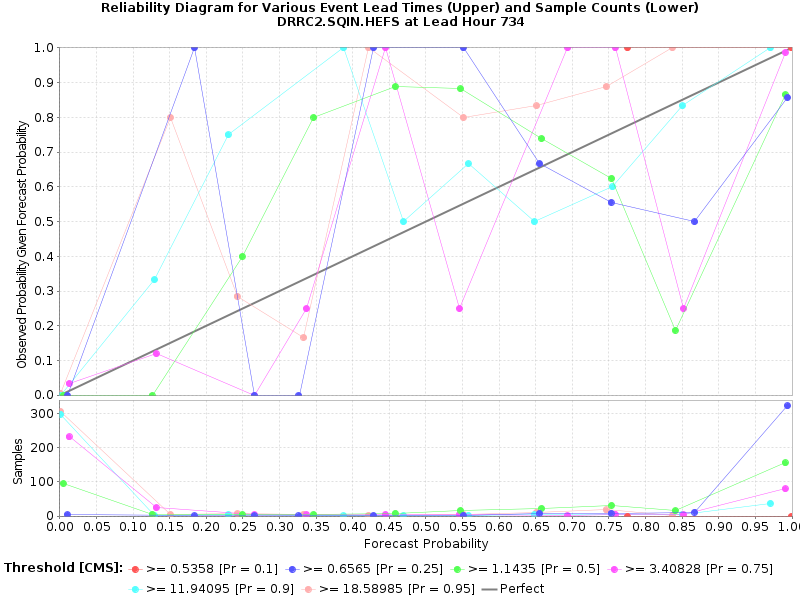 Reliability Diagram for Various Event Lead Times (Upper) and Sample Counts (Lower)
DRRC2.SQIN.HEFS at Lead Hour 734
Observed Probability Given Forecast Probability
1.0
0.9
0.8
0.7
0.6
0.5
0.4
0.3
0.2
0.1
0.0
Samples
300
200
100
0
0.00 0.05 0.10 0.15 0.20 0.25 0.30 0.35 0.40 0.45 0.50 0.55 0.60 0.65 0.70 0.75 0.80 0.85 0.90 0.95 1.00
Forecast Probability
Threshold [CMS]: >= 0.5358 [Pr = 0.1] >= 0.6565 [Pr = 0.25] >= 1.1435 [Pr = 0.5] >= 3.40828 [Pr = 0.75]
>= 11.94095 [Pr = 0.9] >= 18.58985 [Pr = 0.95] Perfect